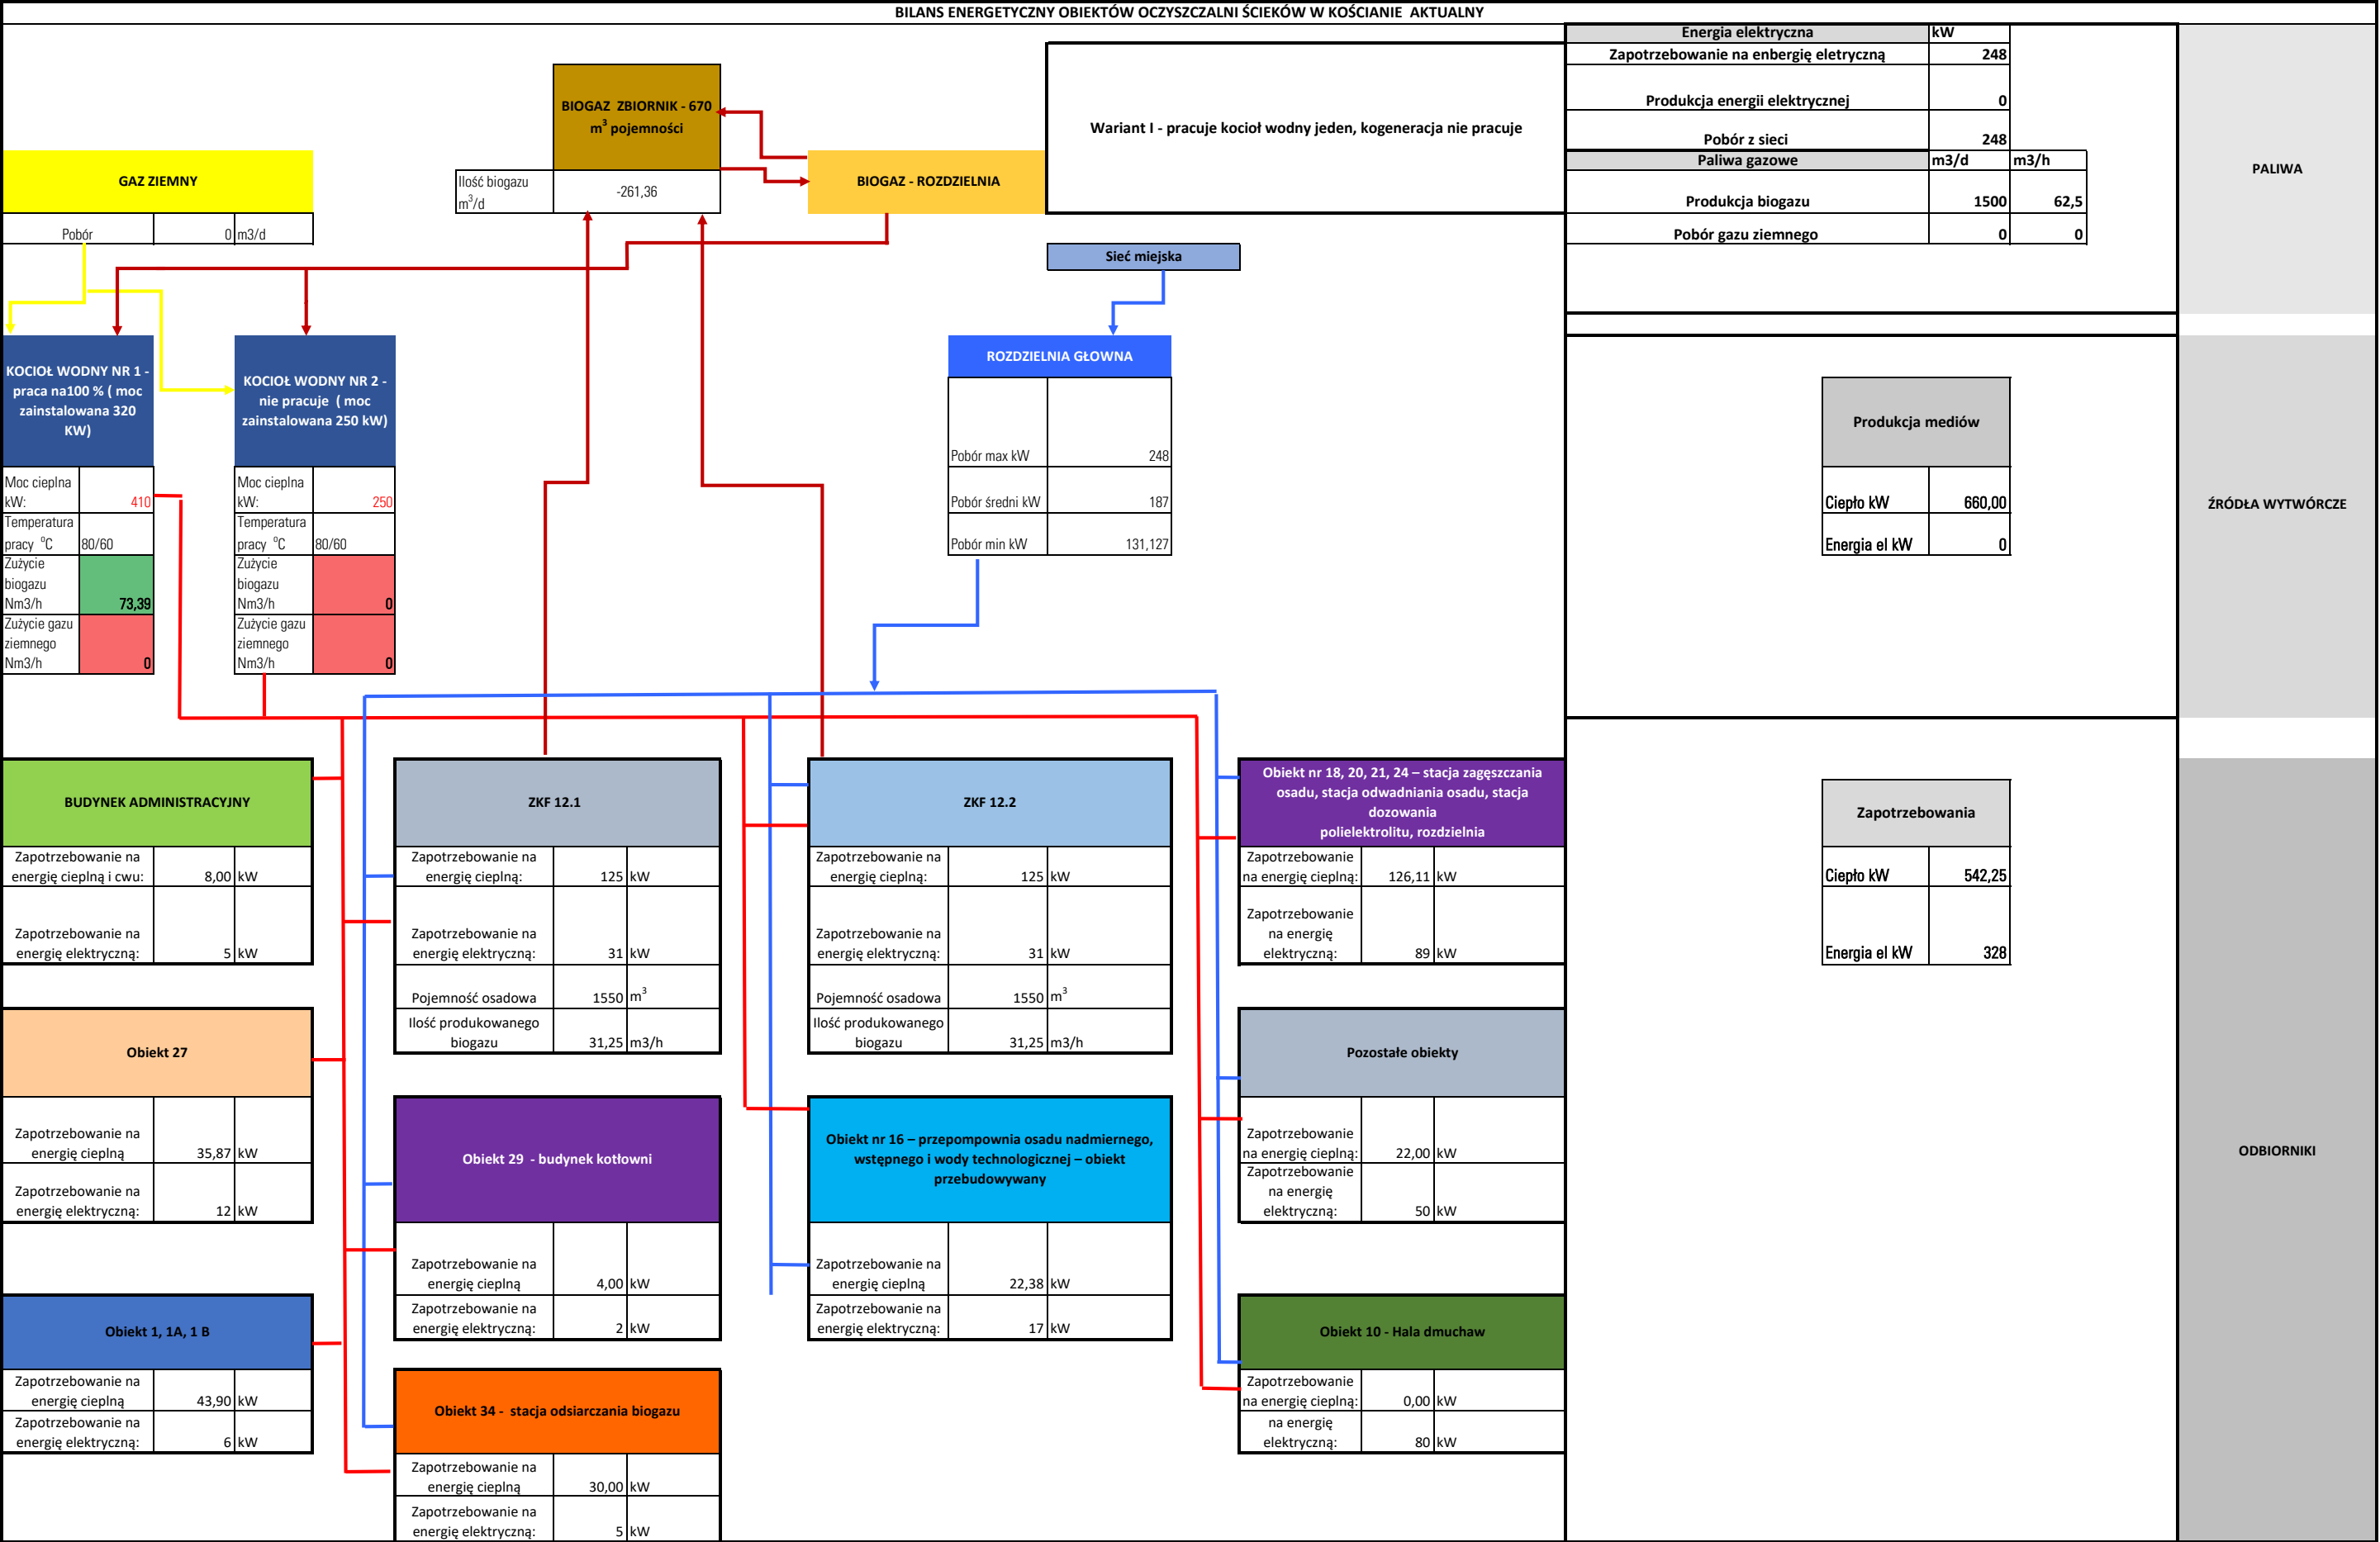 BILANS ENERGETYCZNY OBIEKTÓW OCZYSZCZALNI ŚCIEKÓW W KOŚCIANIE  AKTUALNY
Energia elektryczna kW
Zapotrzebowanie na enbergię eletryczną 248
Produkcja energii elektrycznej 0
Pobór z sieci 248
Paliwa gazowe m3/d m3/h
Produkcja biogazu 1500 62,5
Pobór gazu ziemnego 0 0
PALIWA
BIOGAZ  ZBIORNIK - 670
m³ pojemności
Ilość biogazu
m³/d
-261,36
BIOGAZ - ROZDZIELNIA
Wariant I - pracuje kocioł wodny jeden, kogeneracja nie pracuje
GAZ ZIEMNY
Pobór 0 m3/d
Sieć miejska
KOCIOŁ WODNY NR 1 -
praca na100 % ( moc
zainstalowana 320
KW)
Moc cieplna
kW: 410
Temperatura
pracy °C 80/60
Zużycie
biogazu
Nm3/h 73,39
Zużycie gazu
ziemnego
Nm3/h 0
KOCIOŁ WODNY NR 2 -
nie pracuje  ( moc
zainstalowana 250 kW)
Moc cieplna
kW: 250
Temperatura
pracy °C 80/60
Zużycie
biogazu
Nm3/h 0
Zużycie gazu
ziemnego
Nm3/h 0
ROZDZIELNIA GŁOWNA
Pobór max kW 248
Pobór średni kW 187
Pobór min kW 131,127
Produkcja mediów
Ciepło kW 660,00
Energia el kW 0
ŹRÓDŁA WYTWÓRCZE
BUDYNEK ADMINISTRACYJNY
Zapotrzebowanie na
energię cieplną i cwu: 8,00 kW
Zapotrzebowanie na
energię elektryczną: 5 kW
ZKF 12.1
Zapotrzebowanie na
energię cieplną: 125 kW
Zapotrzebowanie na
energię elektryczną: 31 kW
Pojemność osadowa 1550 m³
Ilość produkowanego
biogazu 31,25 m3/h
ZKF 12.2
Zapotrzebowanie na
energię cieplną: 125 kW
Zapotrzebowanie na
energię elektryczną: 31 kW
Pojemność osadowa 1550 m³
Ilość produkowanego
biogazu 31,25 m3/h
Obiekt nr 18, 20, 21, 24 – stacja zagęszczania
osadu, stacja odwadniania osadu, stacja
dozowania
polielektrolitu, rozdzielnia
Zapotrzebowanie
na energię cieplną: 126,11 kW
Zapotrzebowanie
na energię
elektryczną: 89 kW
Zapotrzebowania
Ciepło kW 542,25
Energia el kW 328
ODBIORNIKI
Obiekt 27
Zapotrzebowanie na
energię cieplną 35,87 kW
Zapotrzebowanie na
energię elektryczną: 12 kW
Obiekt 29  - budynek kotłowni
Zapotrzebowanie na
energię cieplną 4,00 kW
Zapotrzebowanie na
energię elektryczną: 2 kW
Obiekt nr 16 – przepompownia osadu nadmiernego,
wstępnego i wody technologicznej – obiekt
przebudowywany
Zapotrzebowanie na
energię cieplną 22,38 kW
Zapotrzebowanie na
energię elektryczną: 17 kW
Pozostałe obiekty
Zapotrzebowanie
na energię cieplną: 22,00 kW
Zapotrzebowanie
na energię
elektryczną: 50 kW
Obiekt 1, 1A, 1 B
Zapotrzebowanie na
energię cieplną 43,90 kW
Zapotrzebowanie na
energię elektryczną: 6 kW
Obiekt 34 -  stacja odsiarczania biogazu
Zapotrzebowanie na
energię cieplną 30,00 kW
Zapotrzebowanie na
energię elektryczną: 5 kW
Obiekt 10 - Hala dmuchaw
Zapotrzebowanie
na energię cieplną: 0,00 kW
na energię
elektryczną: 80 kW